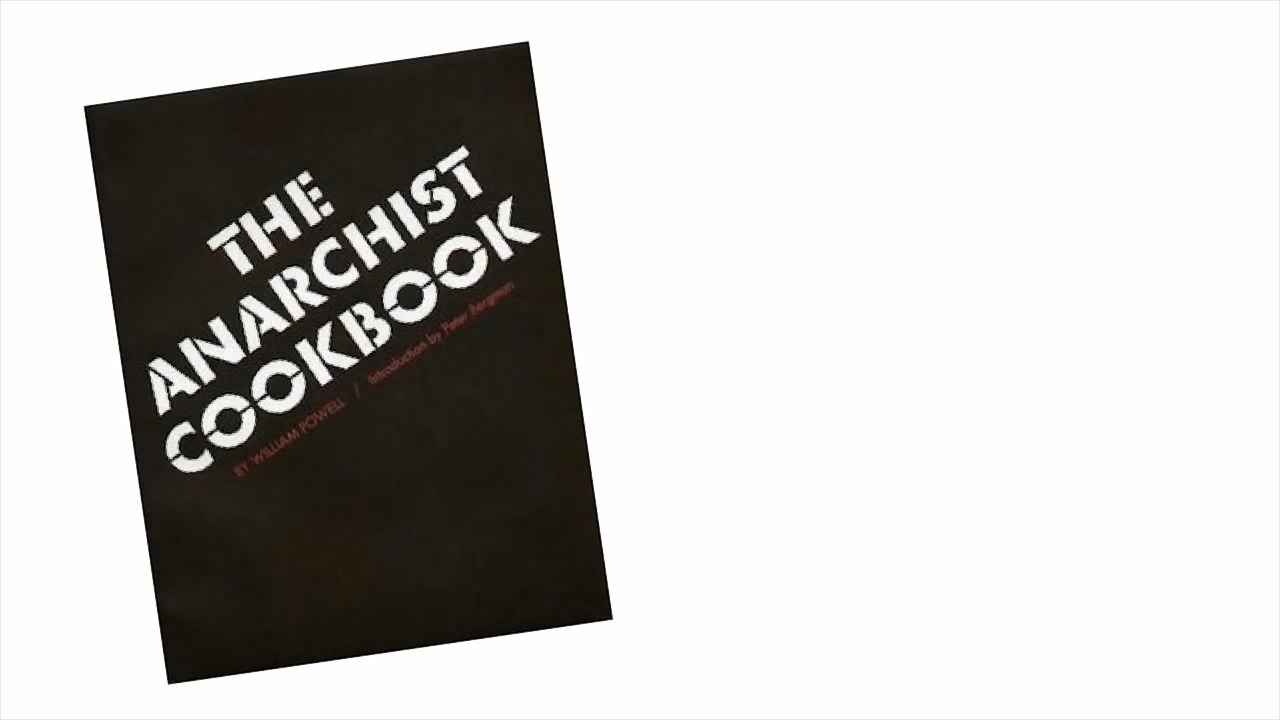 THE
ANARCHIST
COOKBOOK
BY WILLIAM POWELL / Introduction by Peter Bergman